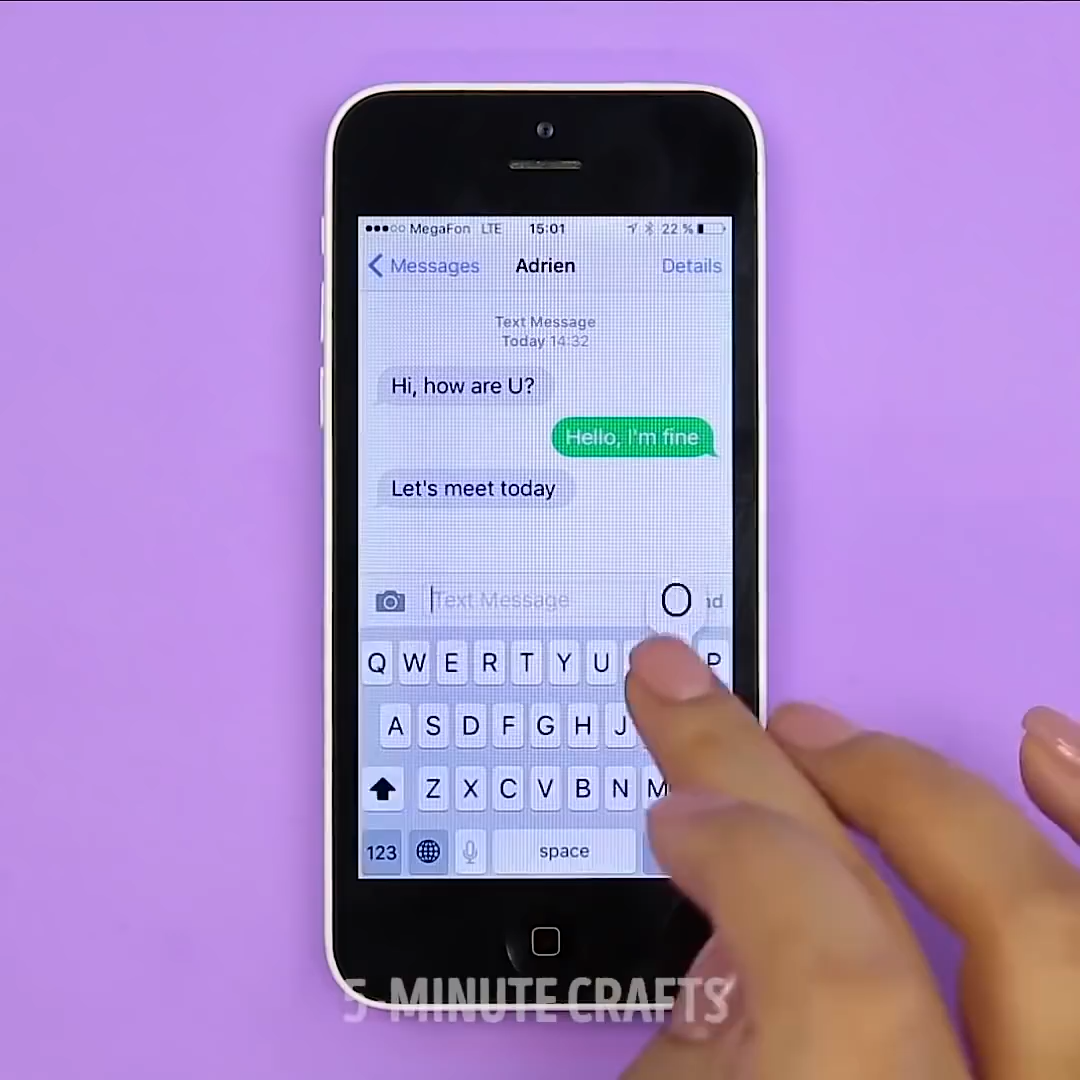 MegaFon LTE 15:01 22 %
Messages Adrien Details
Text Message
Today 14:32
Hi, how are U?
Hello, I'm fine
Let's meet today
Text Message O nd
Q W E R T Y U P
A S D F G H J
Z X C V B N M
123 space
5-MINUTE CRAFTS